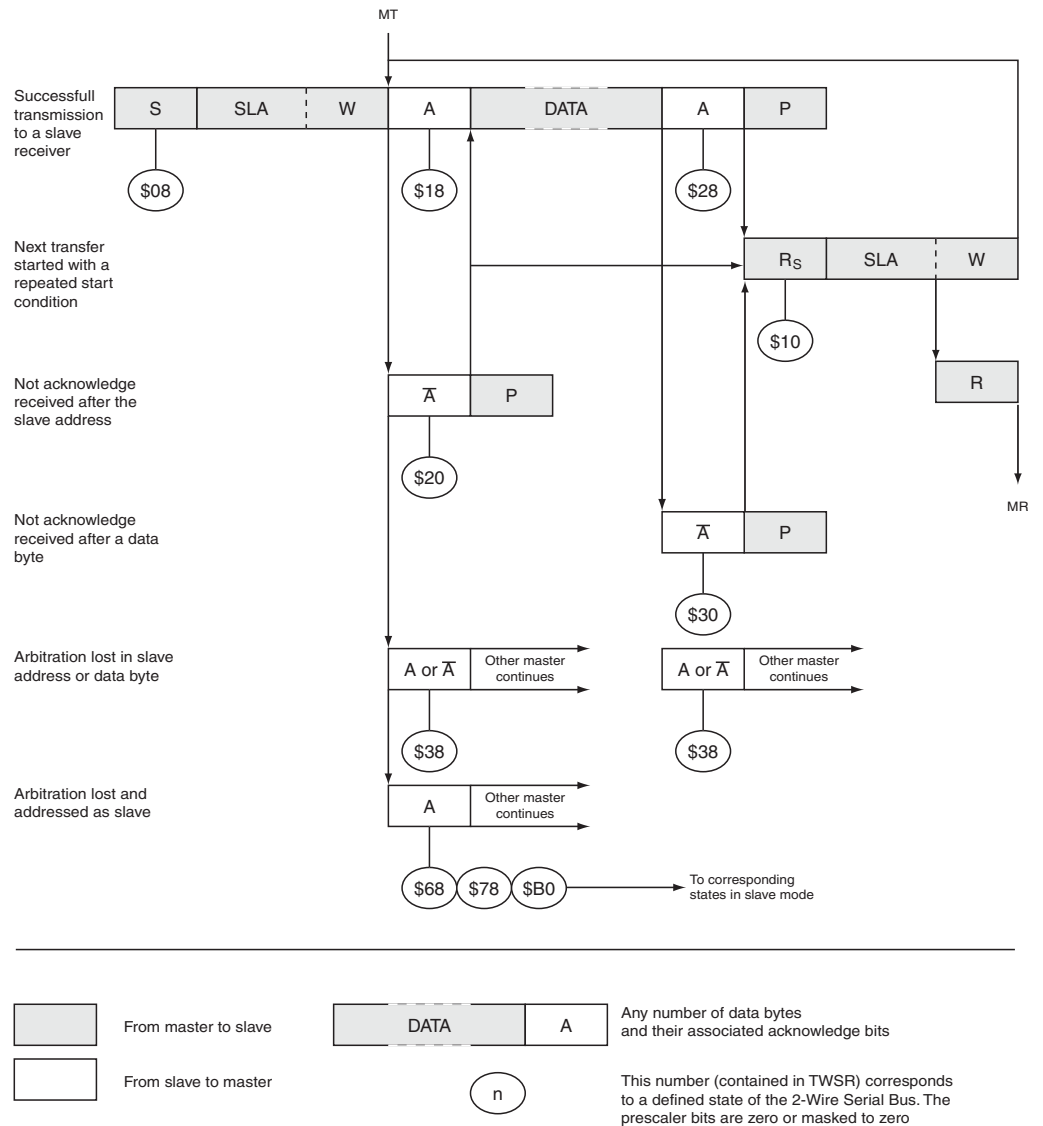 MT
Successfull
transmission
to a slave
receiver
S SLA W A DATA A P
$08 $18 $28
Next transfer
started with a
repeated start
condition
RS SLA W
$10
Not acknowledge
received after the
slave address
A̅ P
R
$20
MR
Not acknowledge
received after a data
byte
A̅ P
$30
Arbitration lost in slave
address or data byte
A or A̅ Other master
continues
A or A̅ Other master
continues
$38 $38
Arbitration lost and
addressed as slave
A Other master
continues
$68 $78 $B0
To corresponding
states in slave mode
From master to slave
DATA A
Any number of data bytes
and their associated acknowledge bits
From slave to master
n
This number (contained in TWSR) corresponds
to a defined state of the 2-Wire Serial Bus. The
prescaler bits are zero or masked to zero